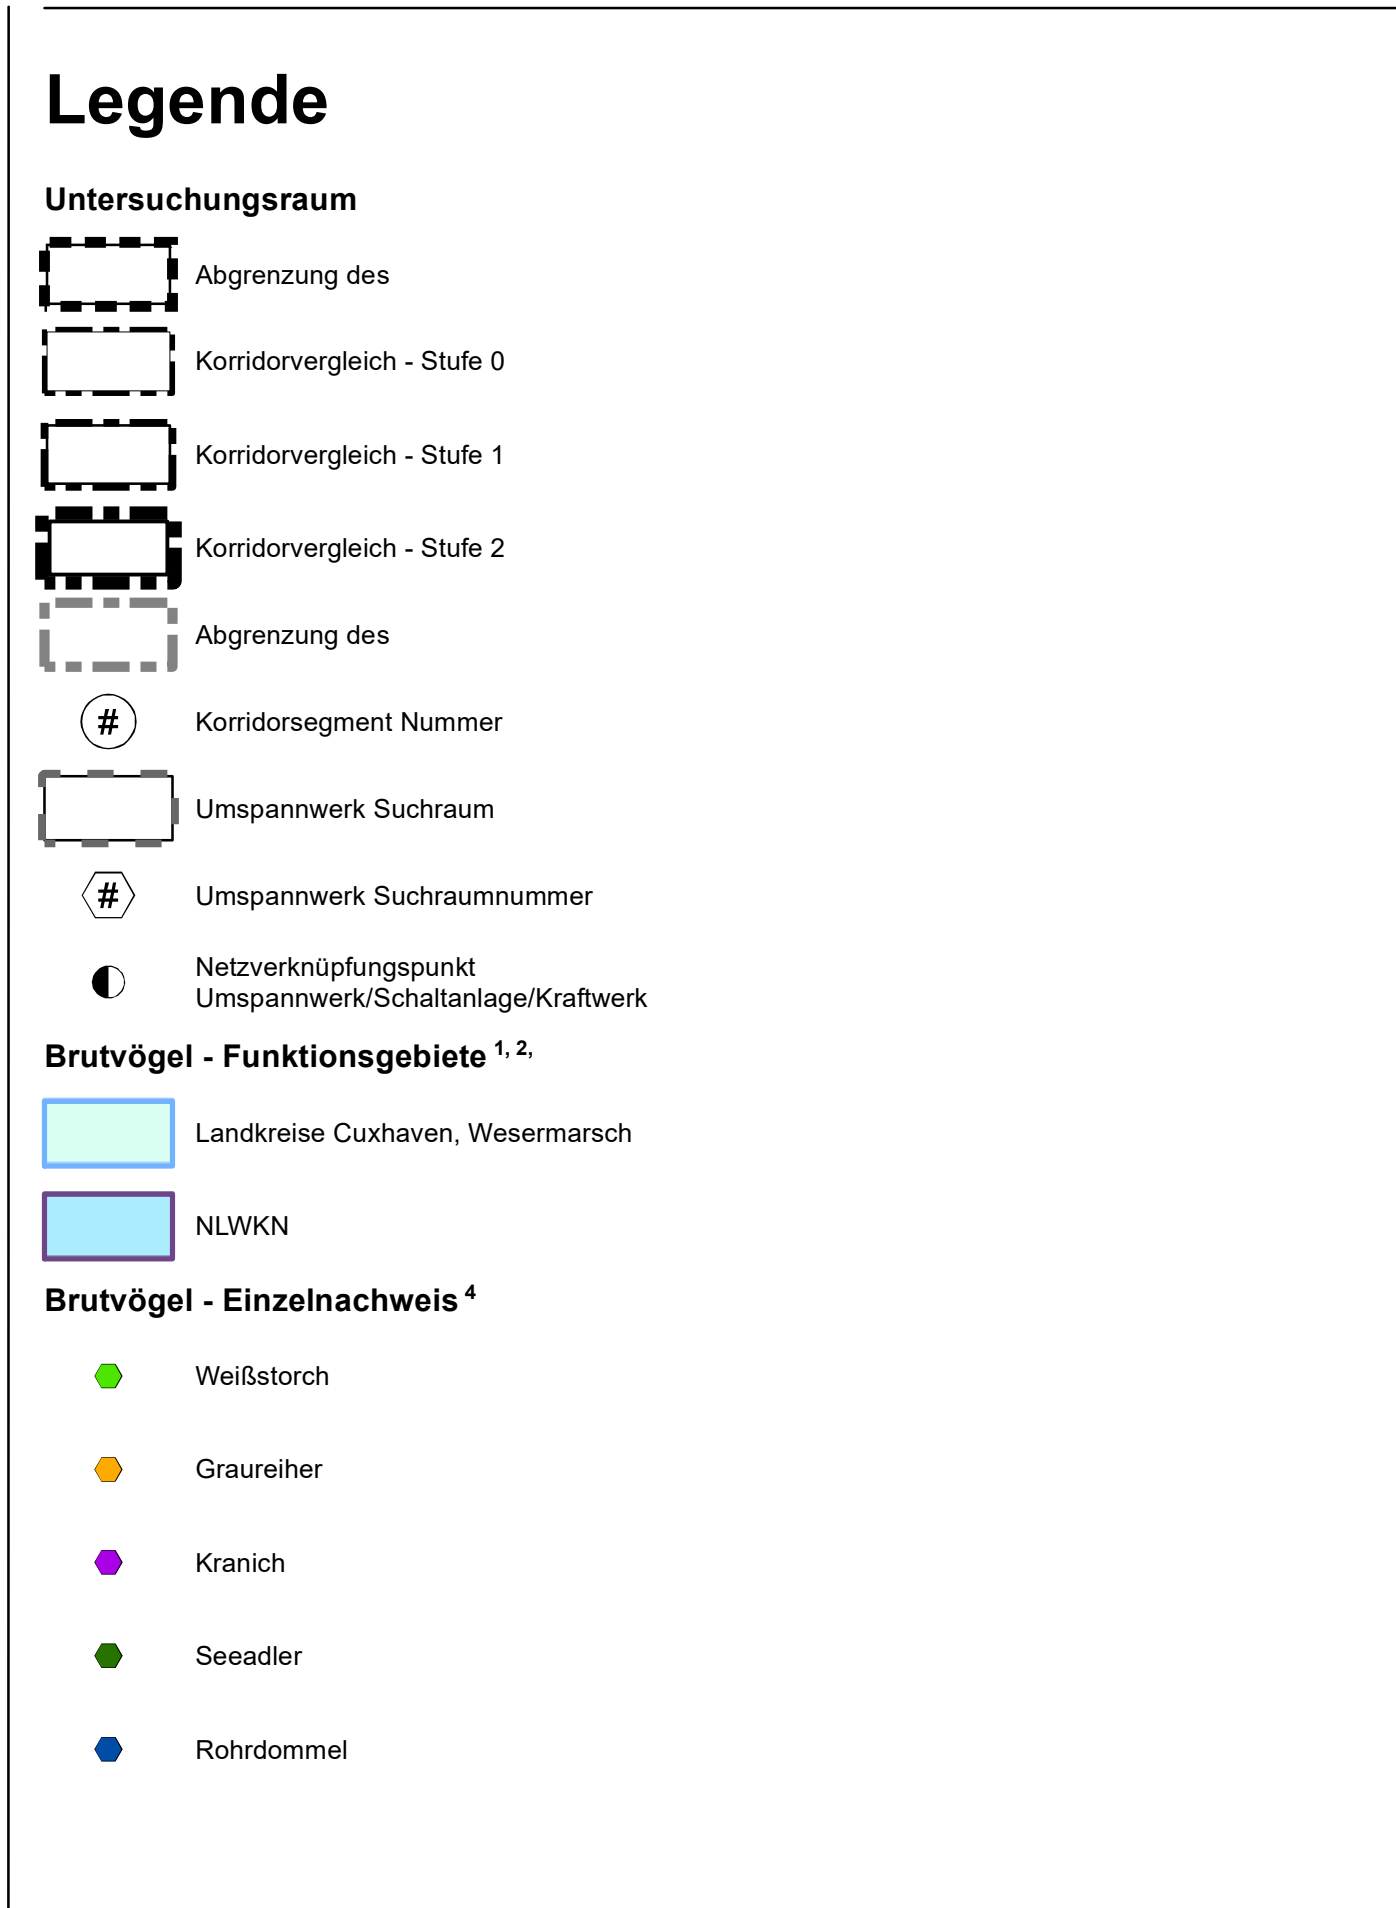 Legende
Untersuchungsraum
Abgrenzung des
Korridorvergleich - Stufe 0
Korridorvergleich - Stufe 1
Korridorvergleich - Stufe 2
Abgrenzung des
# Korridorsegment Nummer
Umspannwerk Suchraum
# Umspannwerk Suchraumnummer
Netzverknüpfungspunkt
Umspannwerk/Schaltanlage/Kraftwerk
Brutvögel - Funktionsgebiete 1, 2,
Landkreise Cuxhaven, Wesermarsch
NLWKN
Brutvögel - Einzelnachweis 4
Weißstorch
Graureiher
Kranich
Seeadler
Rohrdommel